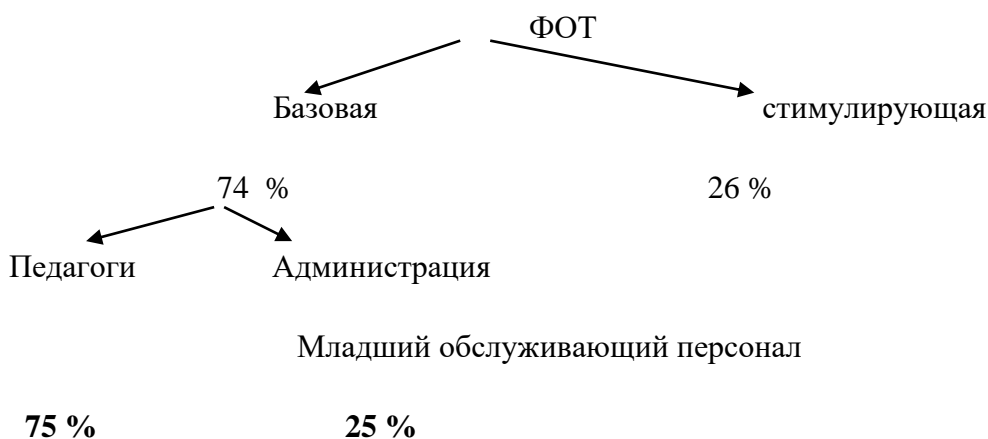 ФОТ
Базовая стимулирующая
74 % 26 %
Педагоги Администрация
Младший обслуживающий персонал
75 % 25 %